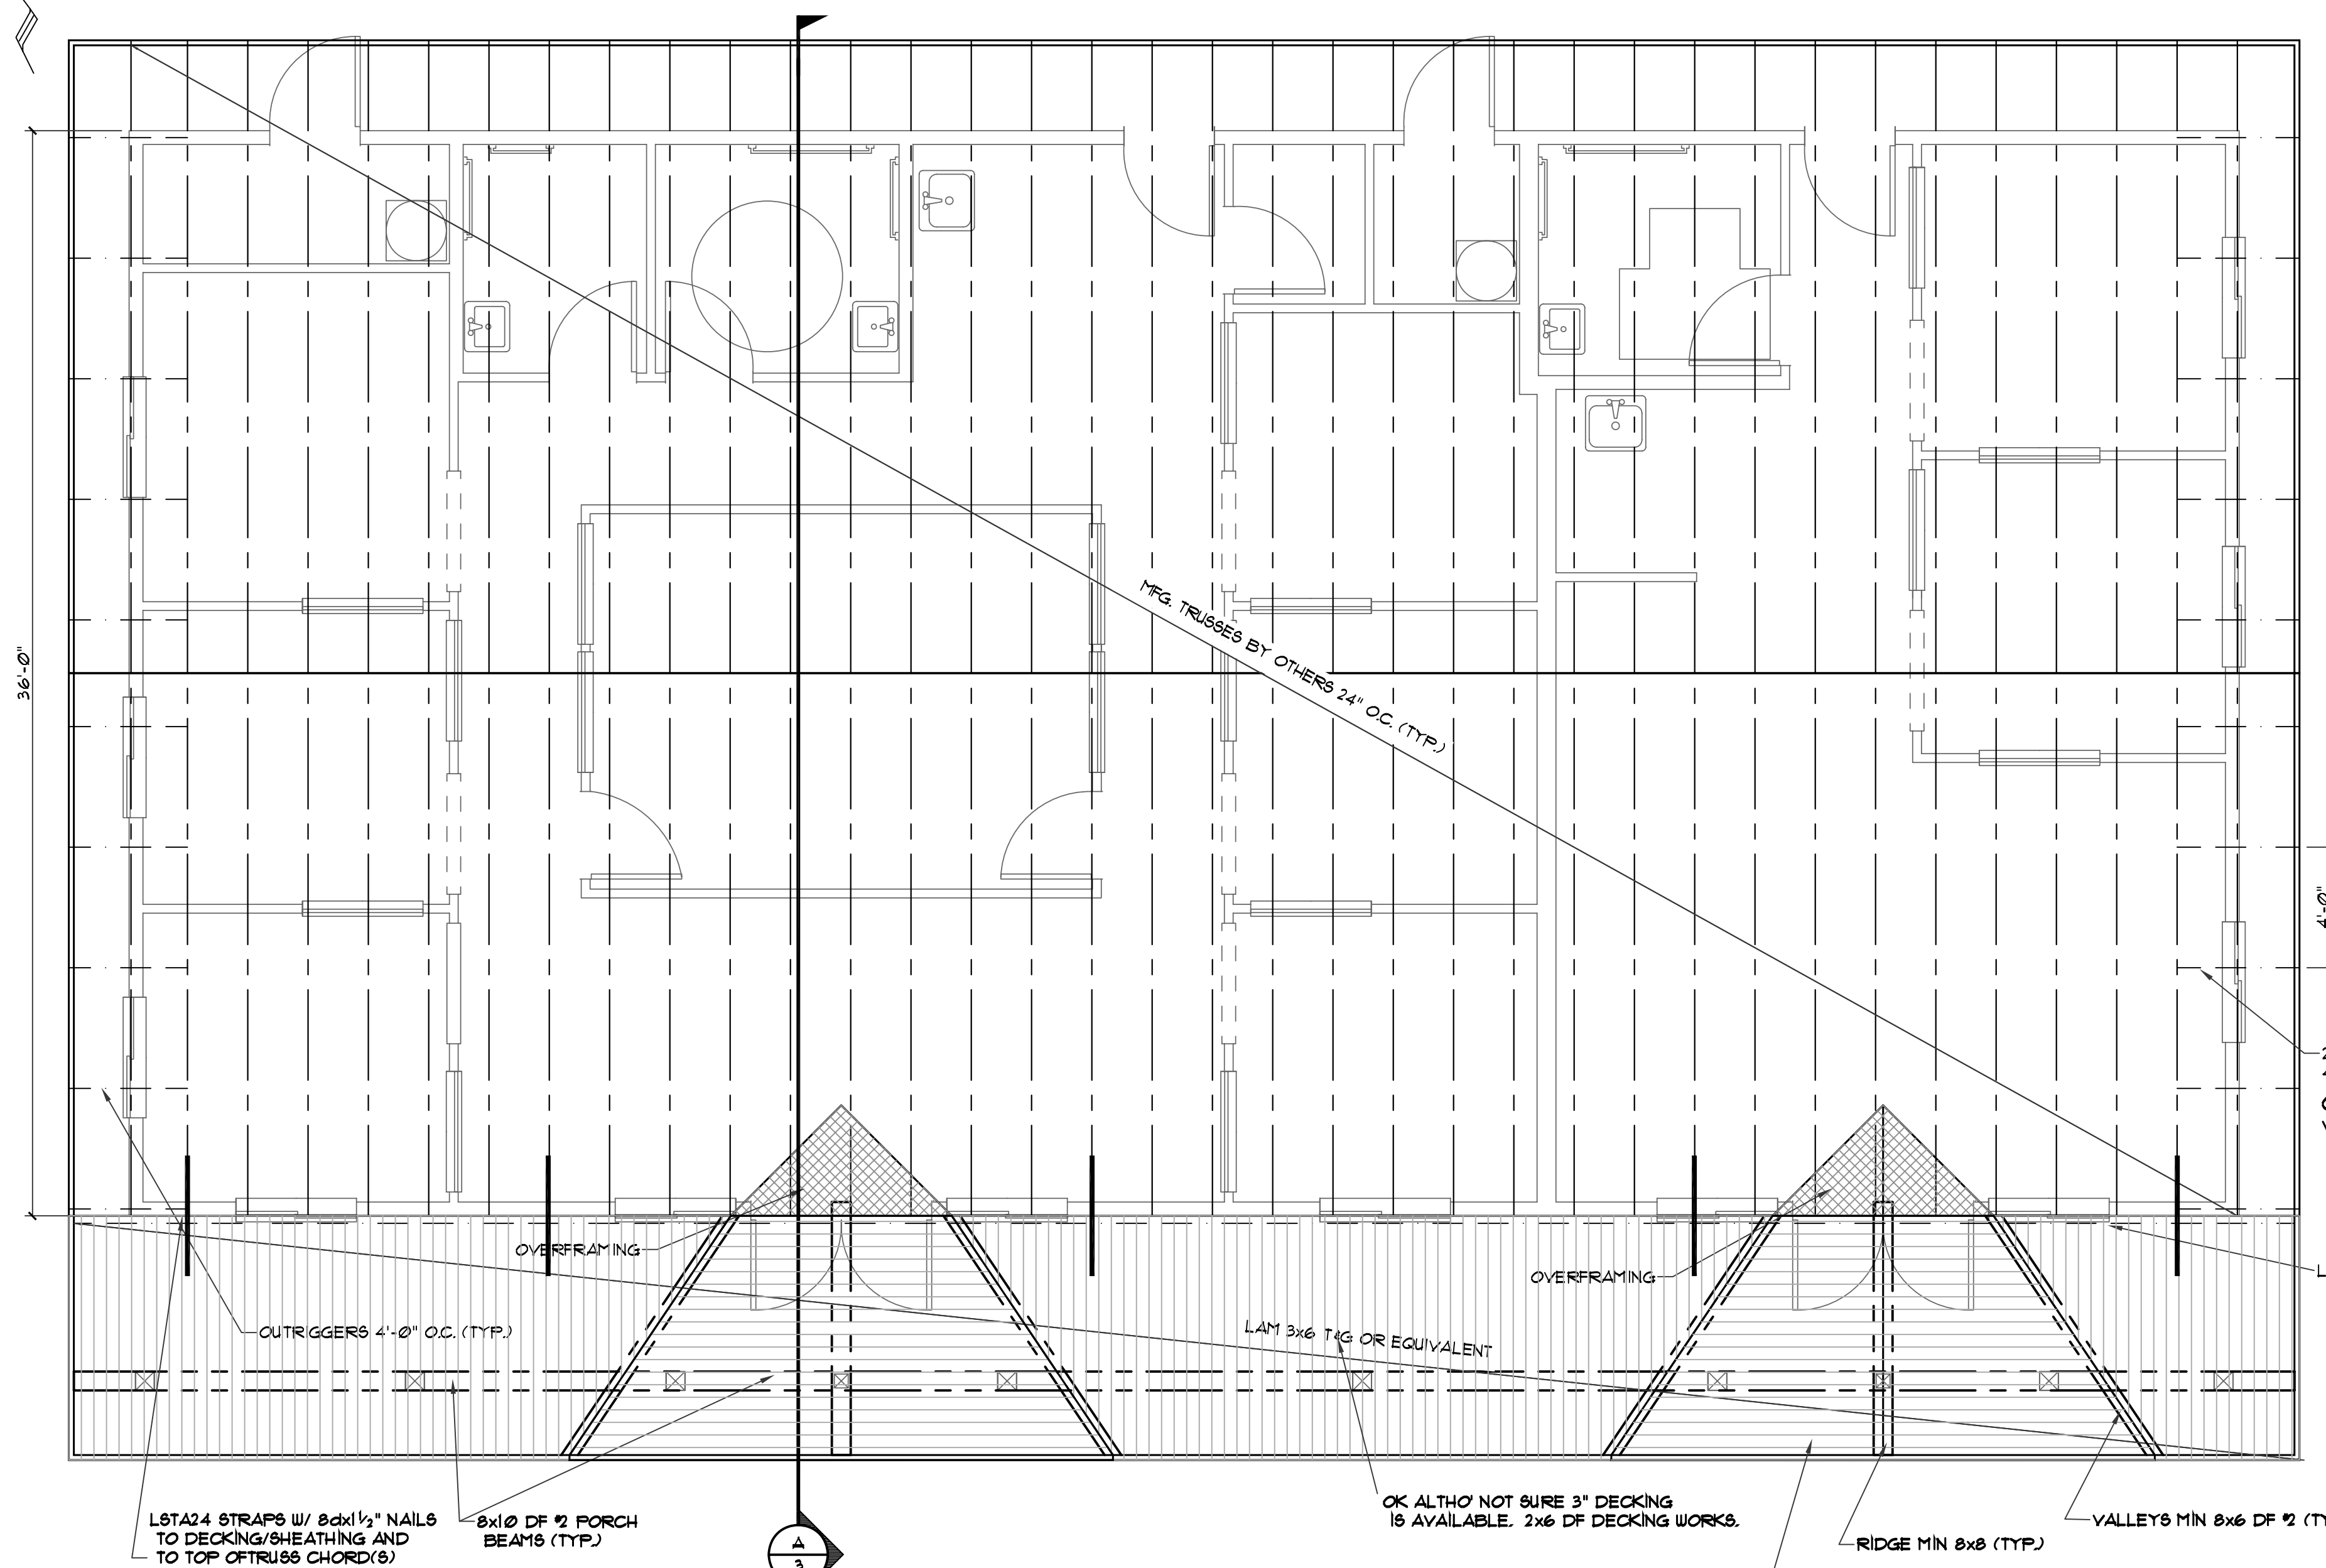 36'-0"
MFG. TRUSSES BY OTHERS 24" O.C. (TYP.)
4'-0"
OVERFRAMING
OVERFRAMING
OUTRIGGERS 4'-0" O.C. (TYP.)
LAM 3x6 T&G OR EQUIVALENT
LSTA24 STRAPS W/ 8dx1 1/2" NAILS
TO DECKING/SHEATHING AND
TO TOP OFTRUSS CHORD(S)
8x10 DF #2 PORCH
BEAMS (TYP.)
A
3
OK ALTHO' NOT SURE 3" DECKING
IS AVAILABLE. 2x6 DF DECKING WORKS.
RIDGE MIN 8x8 (TYP.)
VALLEYS MIN 8x6 DF #2 (TY
L